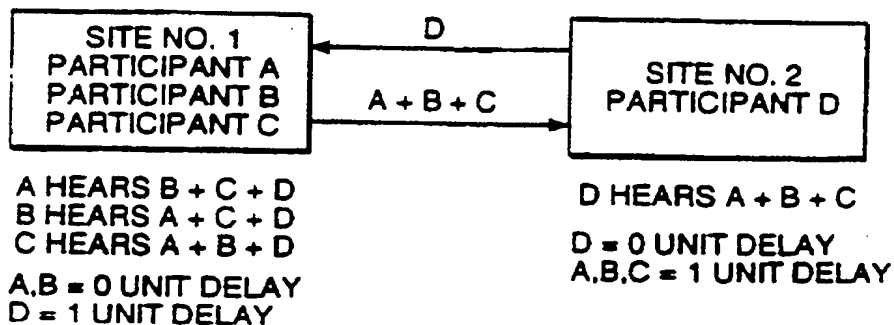 SITE NO. 1
PARTICIPANT A
PARTICIPANT B
PARTICIPANT C
D
A + B + C
SITE NO. 2
PARTICIPANT D
A HEARS B + C + D
B HEARS A + C + D
C HEARS A + B + D
A,B = 0 UNIT DELAY
D = 1 UNIT DELAY
D HEARS A + B + C
D = 0 UNIT DELAY
A,B,C = 1 UNIT DELAY